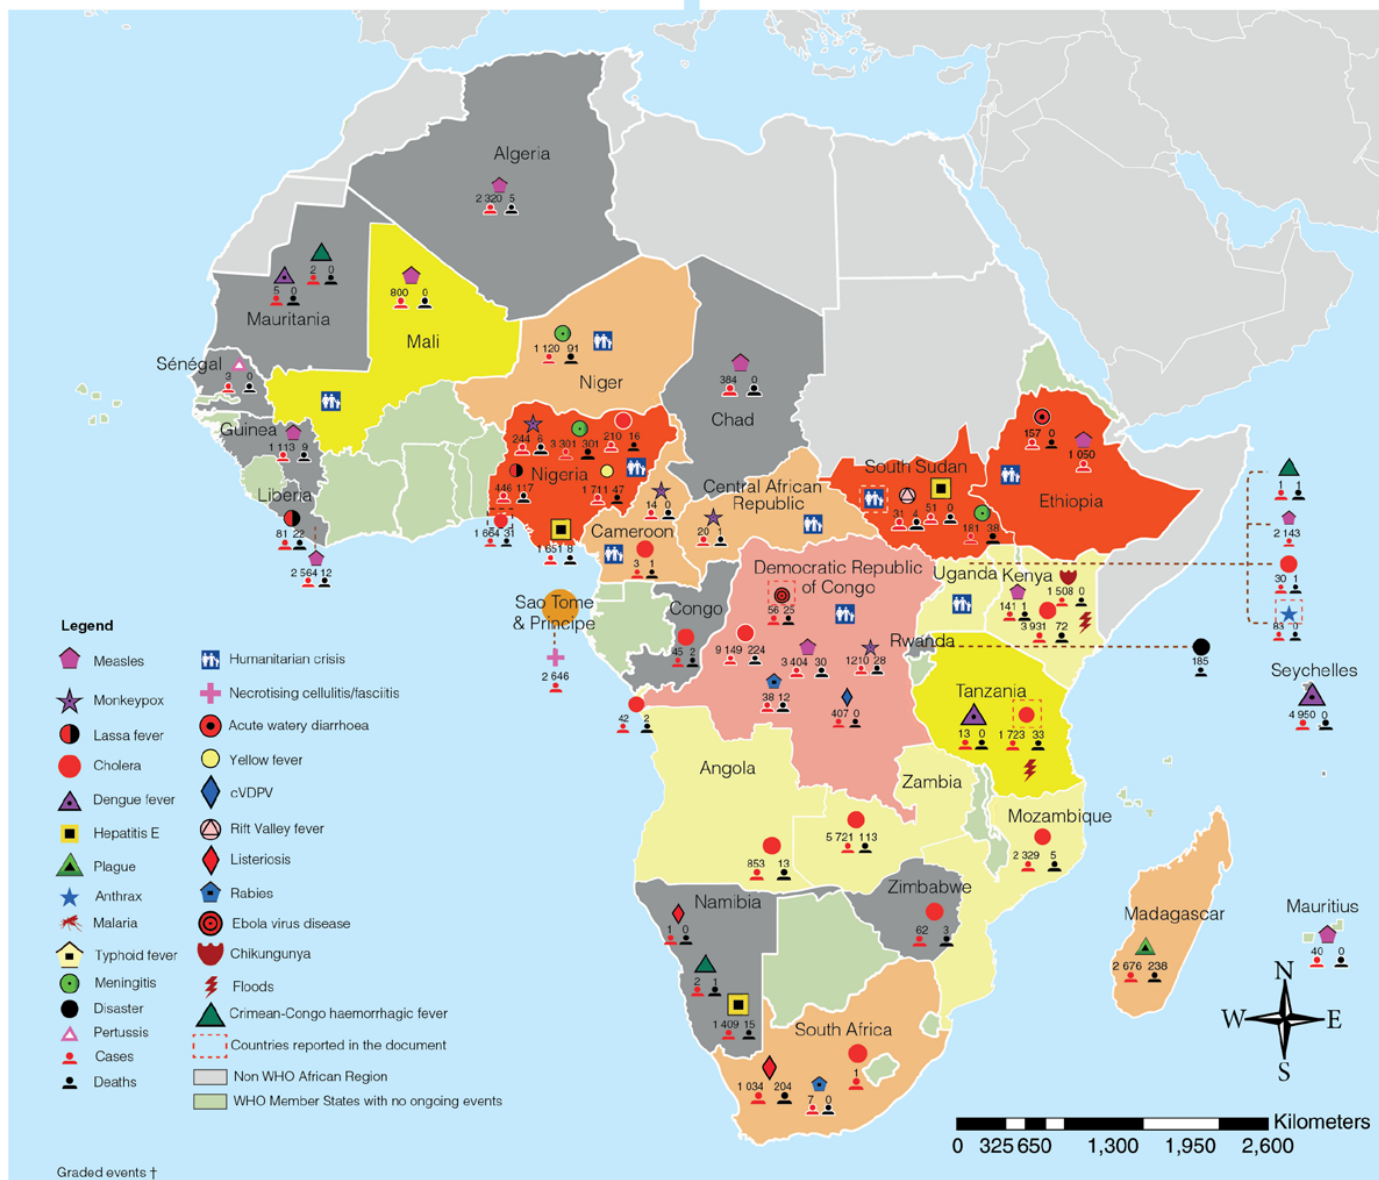 Algeria
2 320 5
2 0
5 0
Mauritania
800 0
Mali
1 120 91
Niger
Sénégal
3 0
384 0
Chad
Guinea
1 113 9
244 6
3 301 301
210 16
Nigeria
446 117
1 711 47
1 664 31
1 651 8
Liberia
81 22
2 564 12
14 0
Cameroon
3 1
Central African
Republic
20 1
South Sudan
31 4
51 0
181 38
157 0
1 050
Ethiopia
1 1
2 143
30 1
83 0
Democratic Republic
of Congo
56 25
9 149 224
3 404 30
1210 28
38 12
407 0
Uganda
Kenya
1 508 0
141 1
3 931 72
Rwanda
185
Congo
45 2
Sao Tome
& Principe
2 646
42 2
Seychelles
4 950 0
Tanzania
13 0
1 723 33
Angola
853 13
Zambia
5 721 113
Mozambique
2 329 5
Namibia
1 0
2 1
1 409 15
Zimbabwe
62 3
Madagascar
2 676 238
Mauritius
40 0
South Africa
1
1 034 204
7 0
Legend
Measles
Monkeypox
Lassa fever
Cholera
Dengue fever
Hepatitis E
Plague
Anthrax
Malaria
Typhoid fever
Meningitis
Disaster
Pertussis
Cases
Deaths
Humanitarian crisis
Necrotising cellulitis/fasciitis
Acute watery diarrhoea
Yellow fever
cVDPV
Rift Valley fever
Listeriosis
Rabies
Ebola virus disease
Chikungunya
Floods
Crimean-Congo haemorrhagic fever
Countries reported in the document
Non WHO African Region
WHO Member States with no ongoing events
N
W E
S
Kilometers
0 325 650 1,300 1,950 2,600
Graded events †